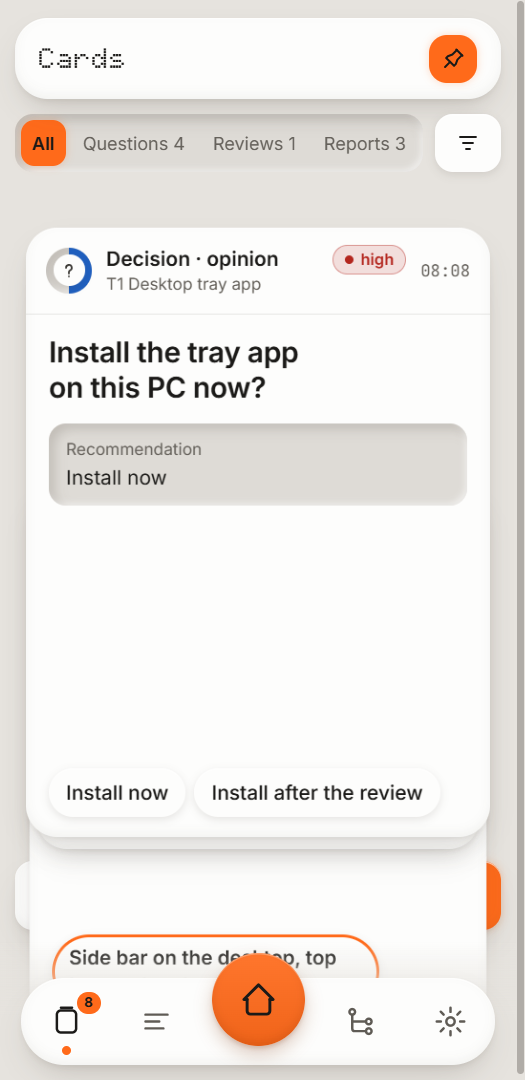 Cards
All
Questions 4
Reviews 1
Reports 3
?
Decision · opinion
T1 Desktop tray app
high
08:08
Install the tray app
on this PC now?
Recommendation
Install now
Install now
Install after the review
Side bar on the desktop, top
8